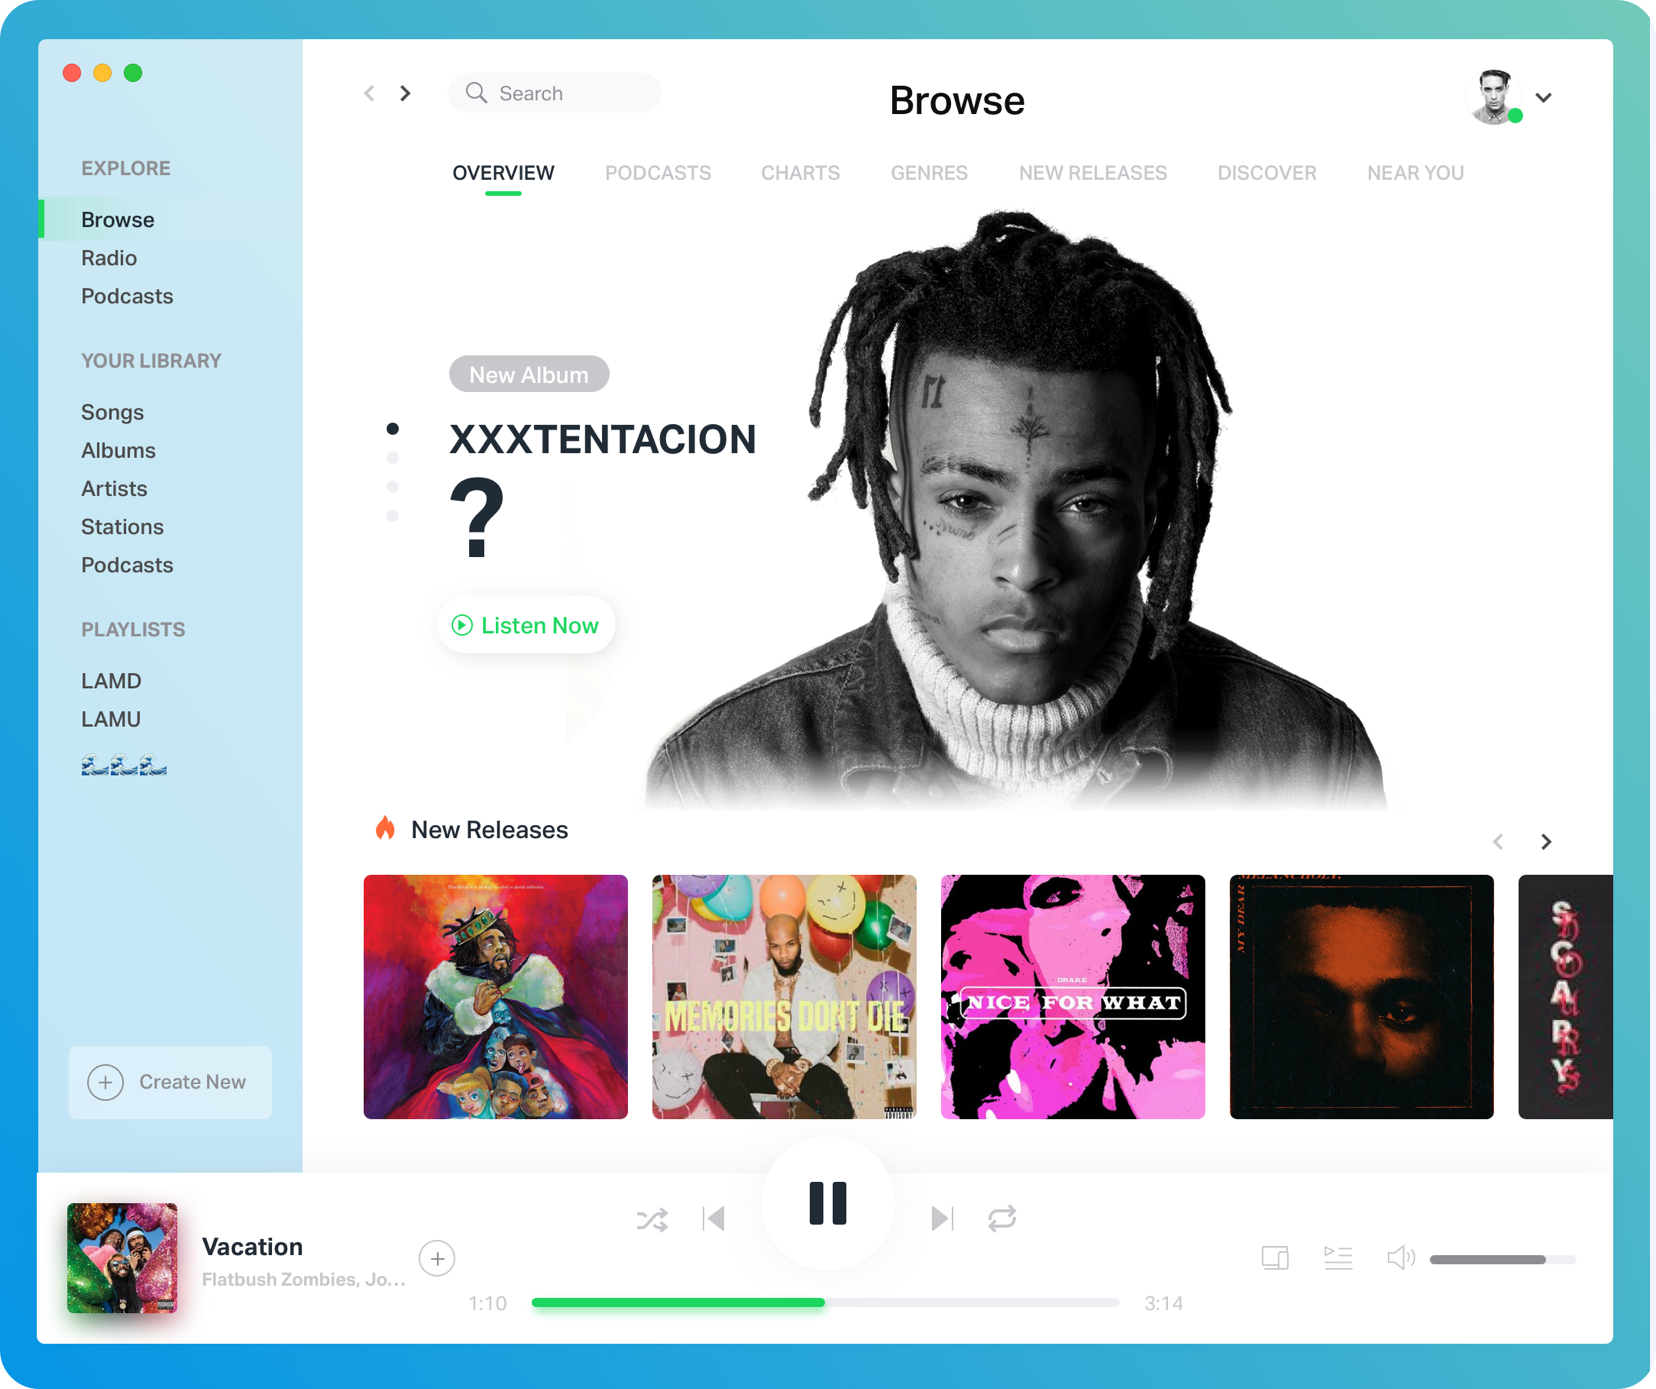 Search
Browse
EXPLORE
Browse
Radio
Podcasts
YOUR LIBRARY
Songs
Albums
Artists
Stations
Podcasts
PLAYLISTS
LAMD
LAMU
🌊🌊🌊
Create New
OVERVIEW
PODCASTS
CHARTS
GENRES
NEW RELEASES
DISCOVER
NEAR YOU
New Album
XXXTENTACION
?
Listen Now
New Releases
MEMORIES DONT DIE
DRAKE
NICE FOR WHAT
MY DEAR
MELANCHOLY,
SCARY
HOURS
Vacation
Flatbush Zombies, Jo...
1:10
3:14